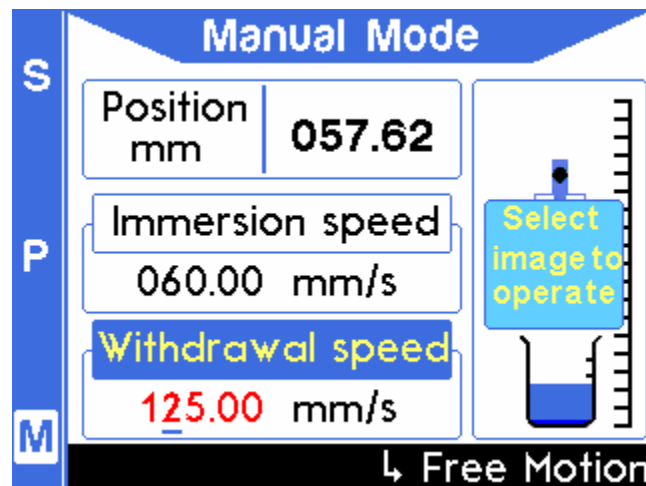 Manual Mode
S
P
M
Position
mm
057.62
Immersion speed
060.00 mm/s
Withdrawal speed
125.00 mm/s
Select
image to
operate
↳ Free Motion